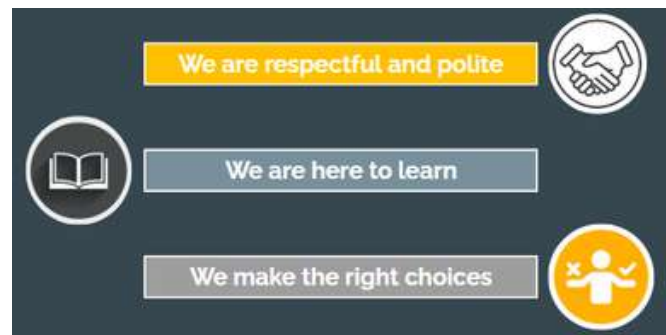 We are respectful and polite
We are here to learn
We make the right choices